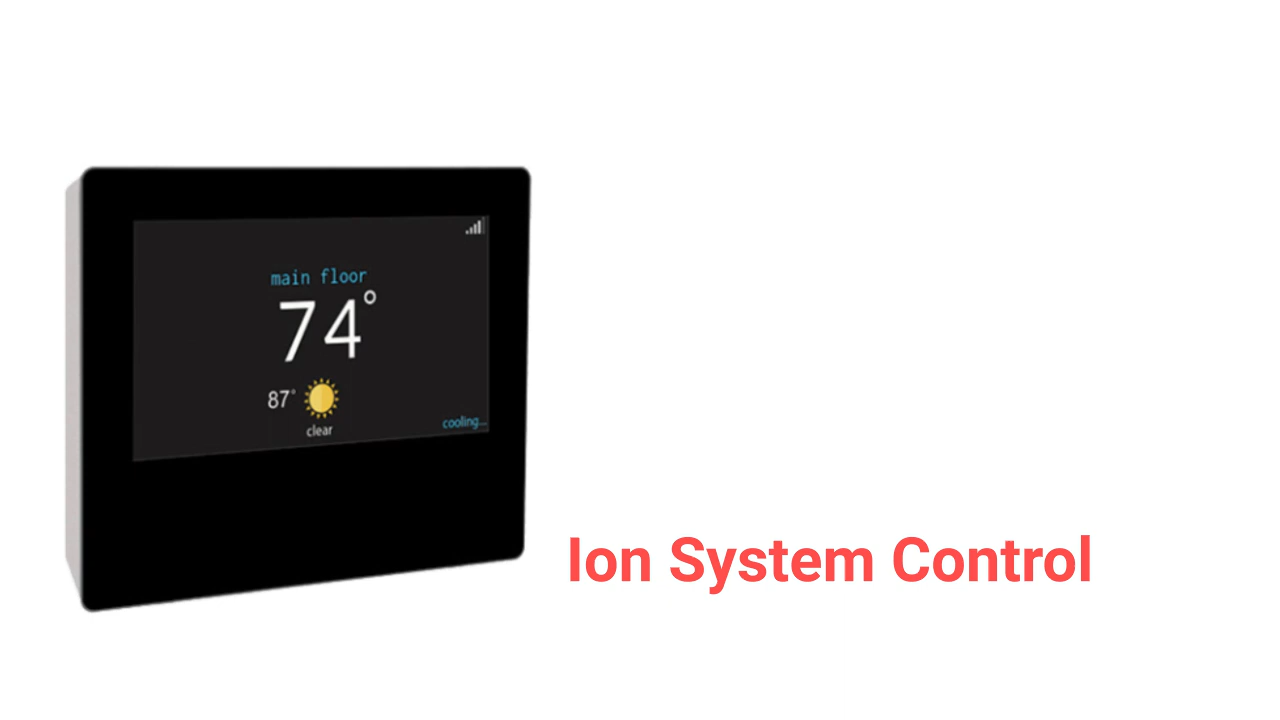 main floor
74°
87°
clear
cooling...
Ion System Control